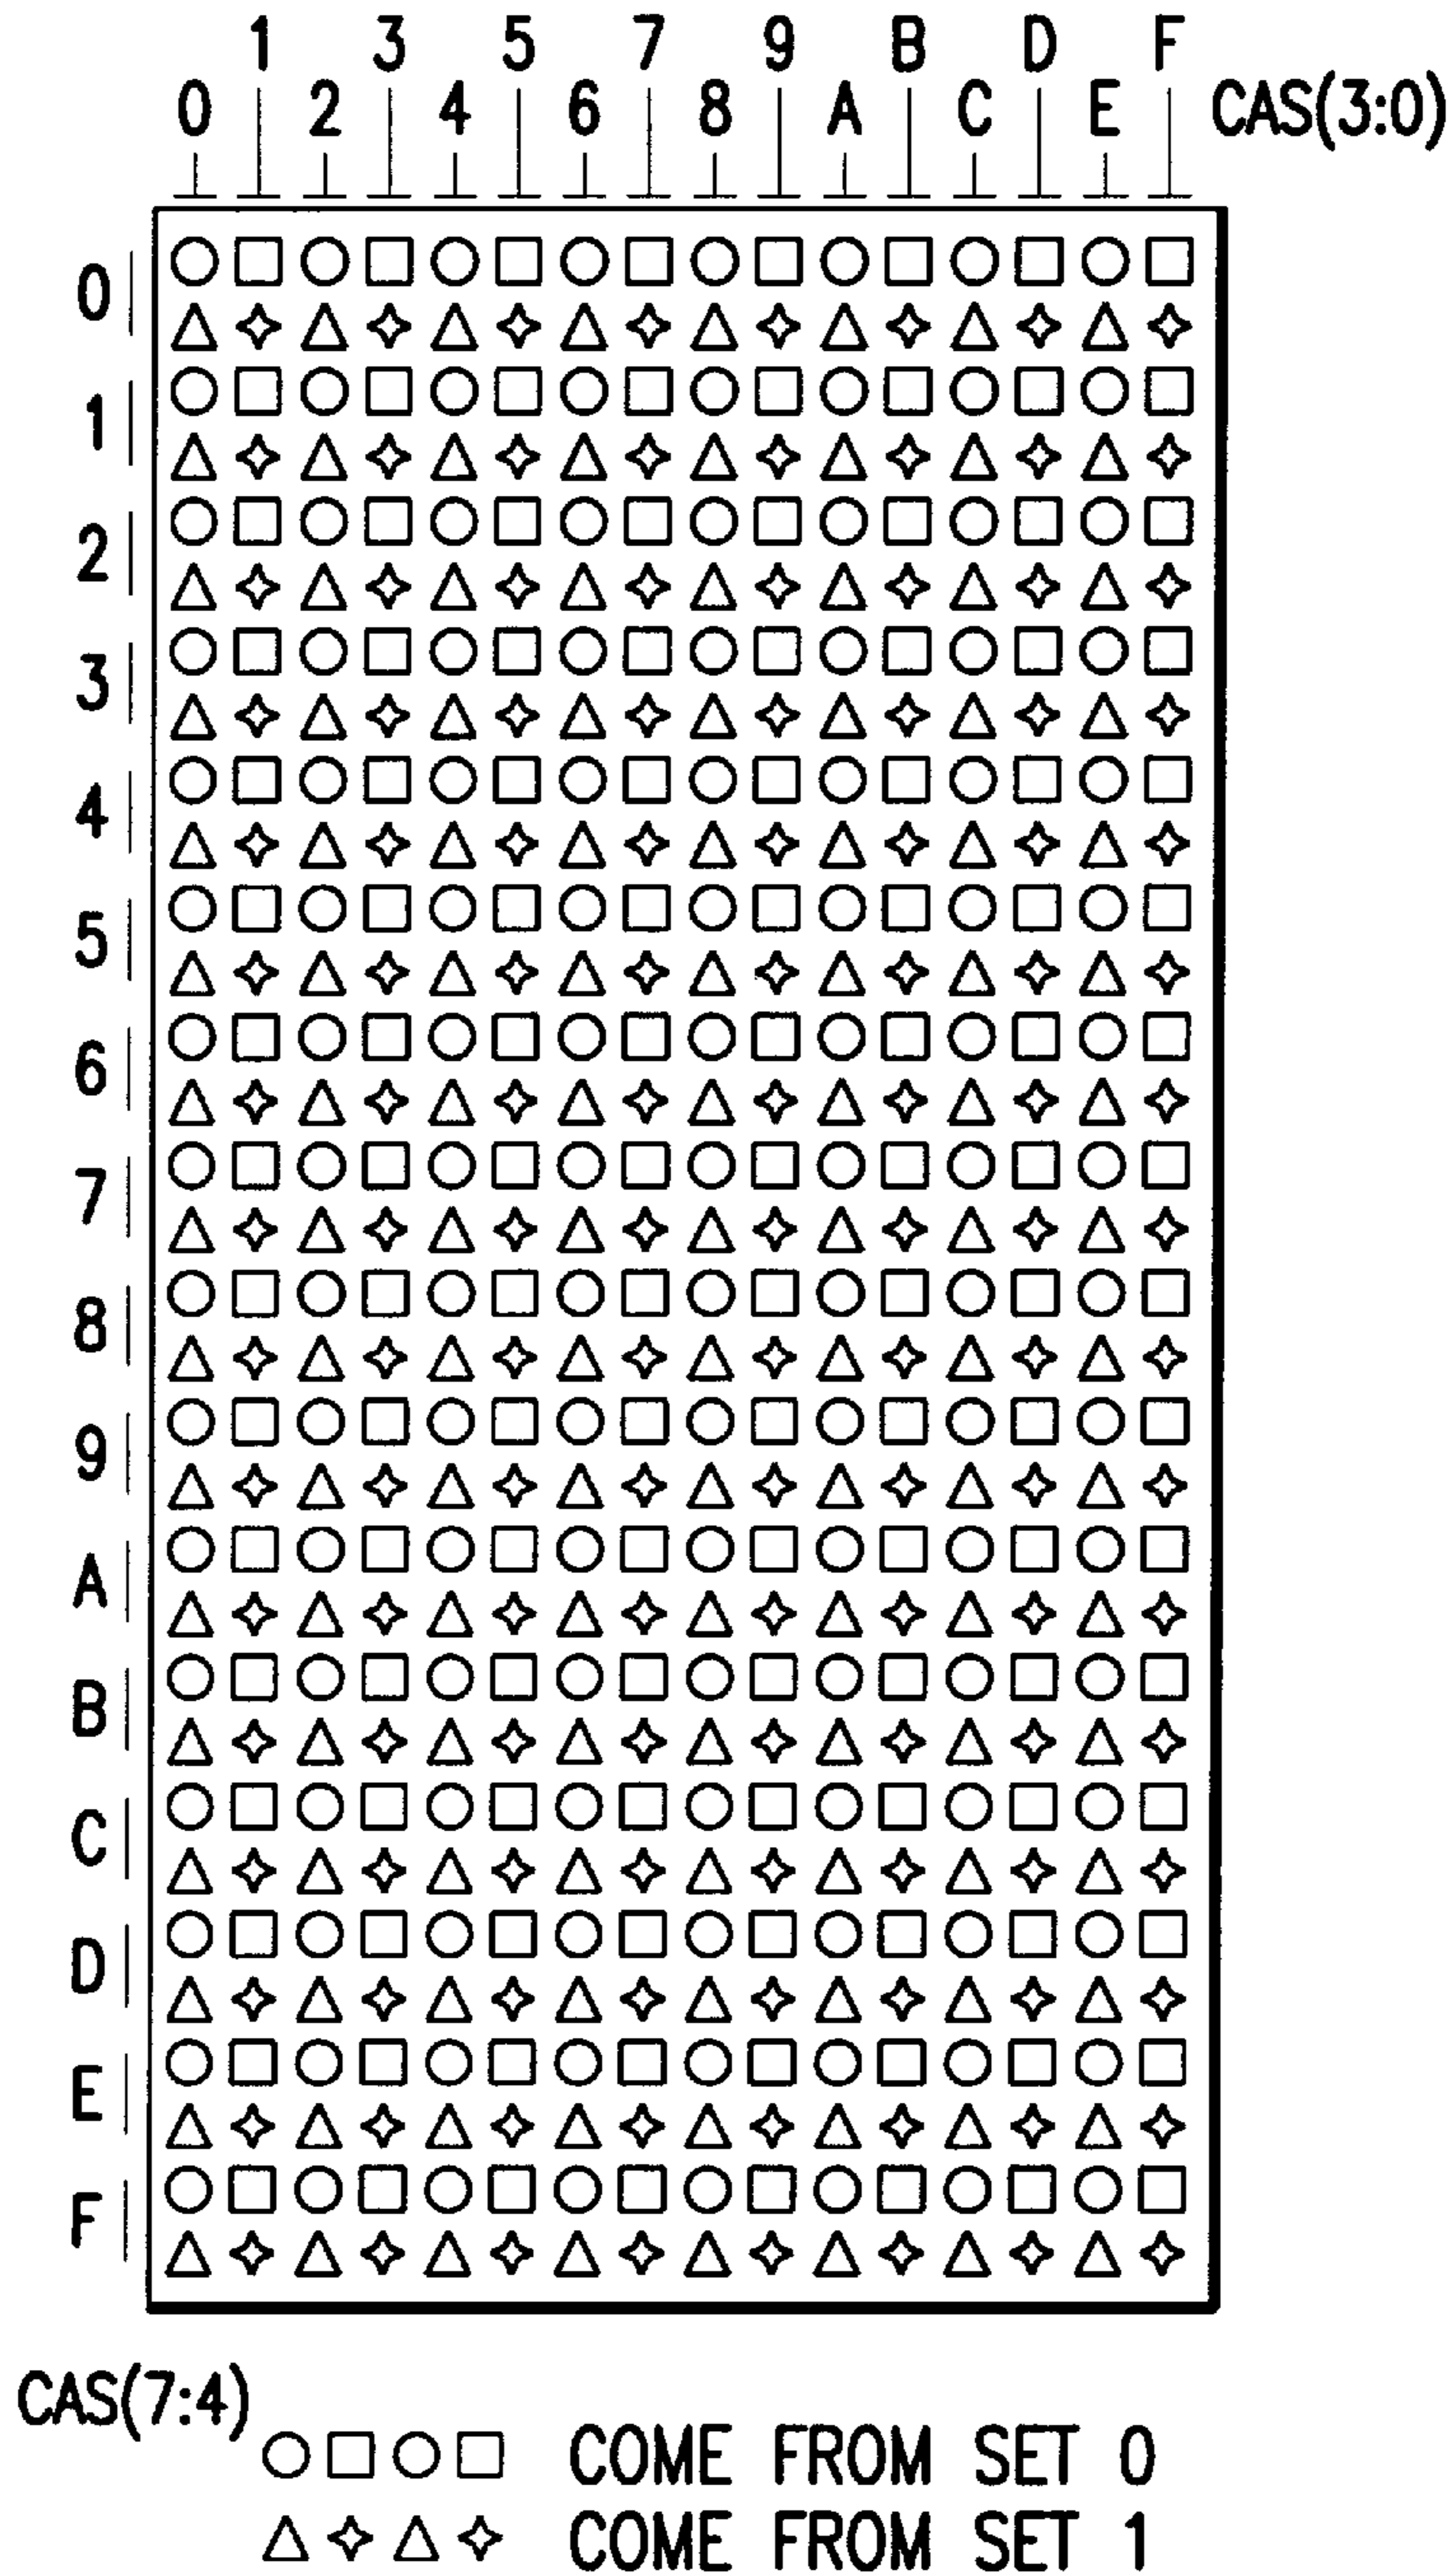 1 3 5 7 9 B D F
0 2 4 6 8 A C E CAS(3:0)
0
1
2
3
4
5
6
7
8
9
A
B
C
D
E
F
CAS(7:4)
COME FROM SET 0
COME FROM SET 1